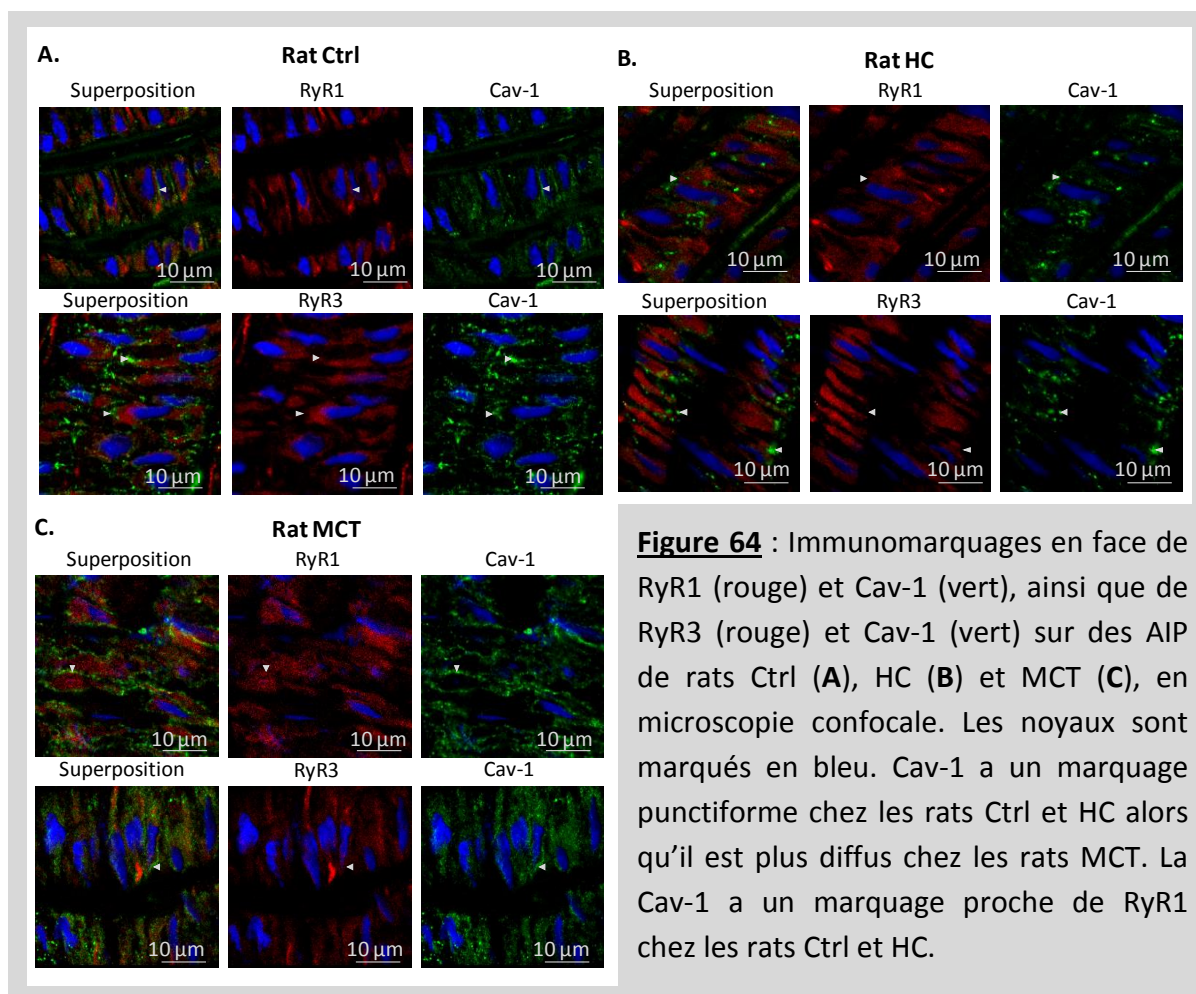 A.
Rat Ctrl
Superposition RyR1 Cav-1
10 µm 10 µm 10 µm
Superposition RyR3 Cav-1
10 µm 10 µm 10 µm
B.
Rat HC
Superposition RyR1 Cav-1
10 µm 10 µm 10 µm
Superposition RyR3 Cav-1
10 µm 10 µm 10 µm
C.
Rat MCT
Superposition RyR1 Cav-1
10 µm 10 µm 10 µm
Superposition RyR3 Cav-1
10 µm 10 µm 10 µm
Figure 64 : Immunomarquages en face de
RyR1 (rouge) et Cav-1 (vert), ainsi que de
RyR3 (rouge) et Cav-1 (vert) sur des AIP
de rats Ctrl (A), HC (B) et MCT (C), en
microscopie confocale. Les noyaux sont
marqués en bleu. Cav-1 a un marquage
punctiforme chez les rats Ctrl et HC alors
qu'il est plus diffus chez les rats MCT. La
Cav-1 a un marquage proche de RyR1
chez les rats Ctrl et HC.